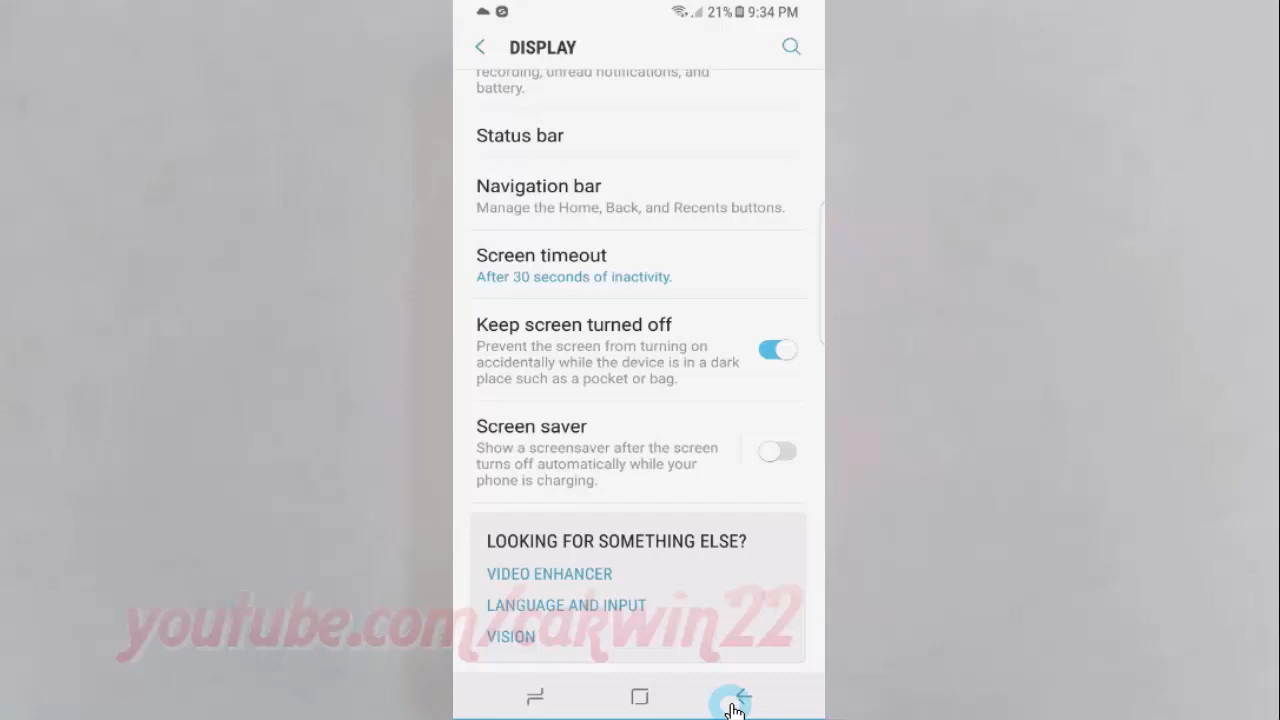 21% 9:34 PM
DISPLAY
recording, unread notifications, and
battery.
Status bar
Navigation bar
Manage the Home, Back, and Recents buttons.
Screen timeout
After 30 seconds of inactivity.
Keep screen turned off
Prevent the screen from turning on
accidentally while the device is in a dark
place such as a pocket or bag.
Screen saver
Show a screensaver after the screen
turns off automatically while your
phone is charging.
LOOKING FOR SOMETHING ELSE?
VIDEO ENHANCER
LANGUAGE AND INPUT
youtube.com/cakwin22
VISION